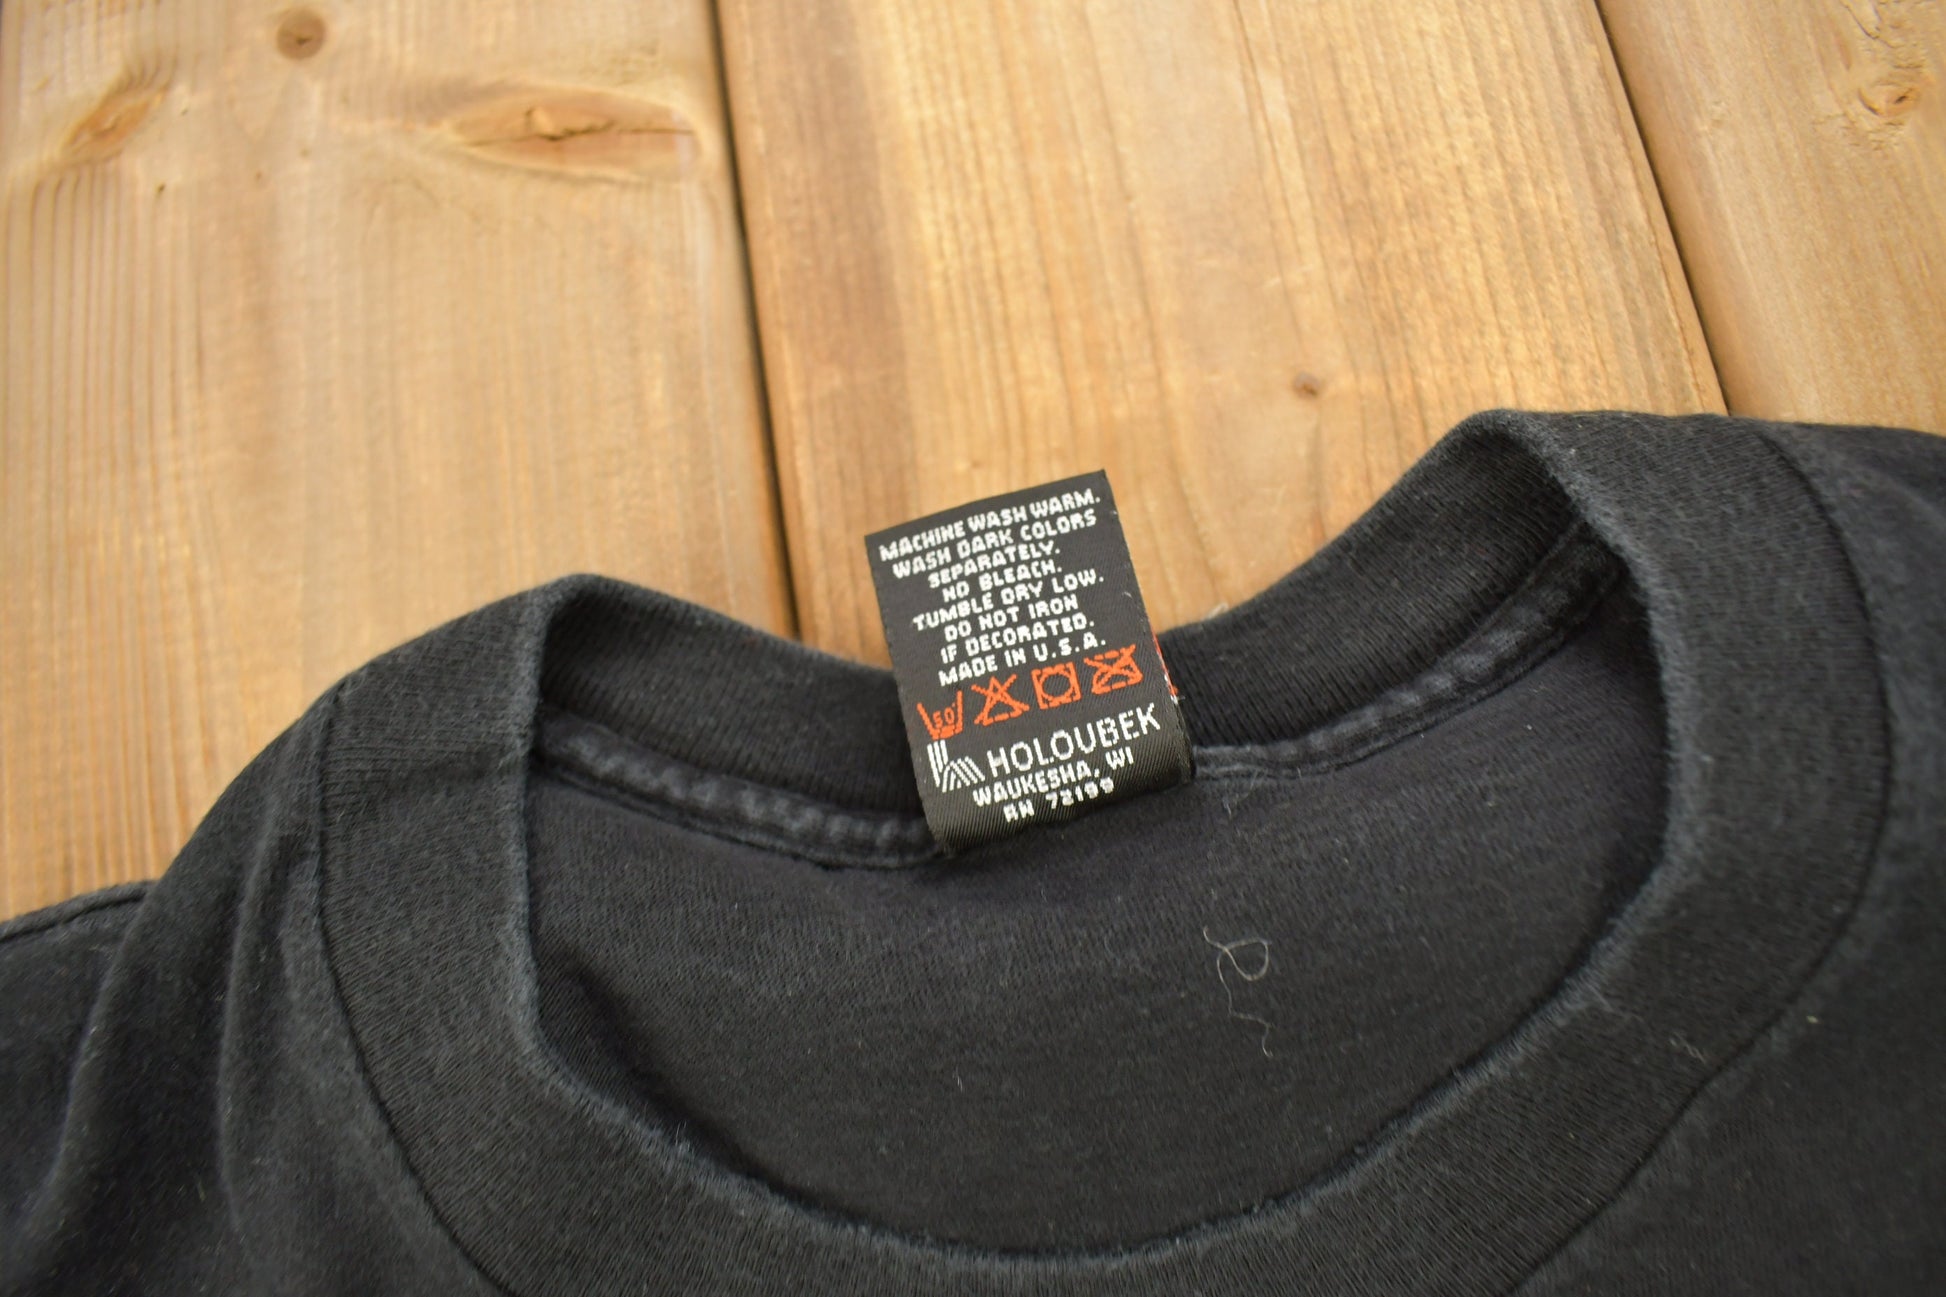 MACHINE WASH WARM.
WASH DARK COLORS
SEPARATELY.
NO BLEACH.
TUMBLE DRY LOW.
DO NOT IRON
IF DECORATED.
MADE IN U.S.A.
50°
HOLOUBEK
WAUKESHA, WI
RN 72199